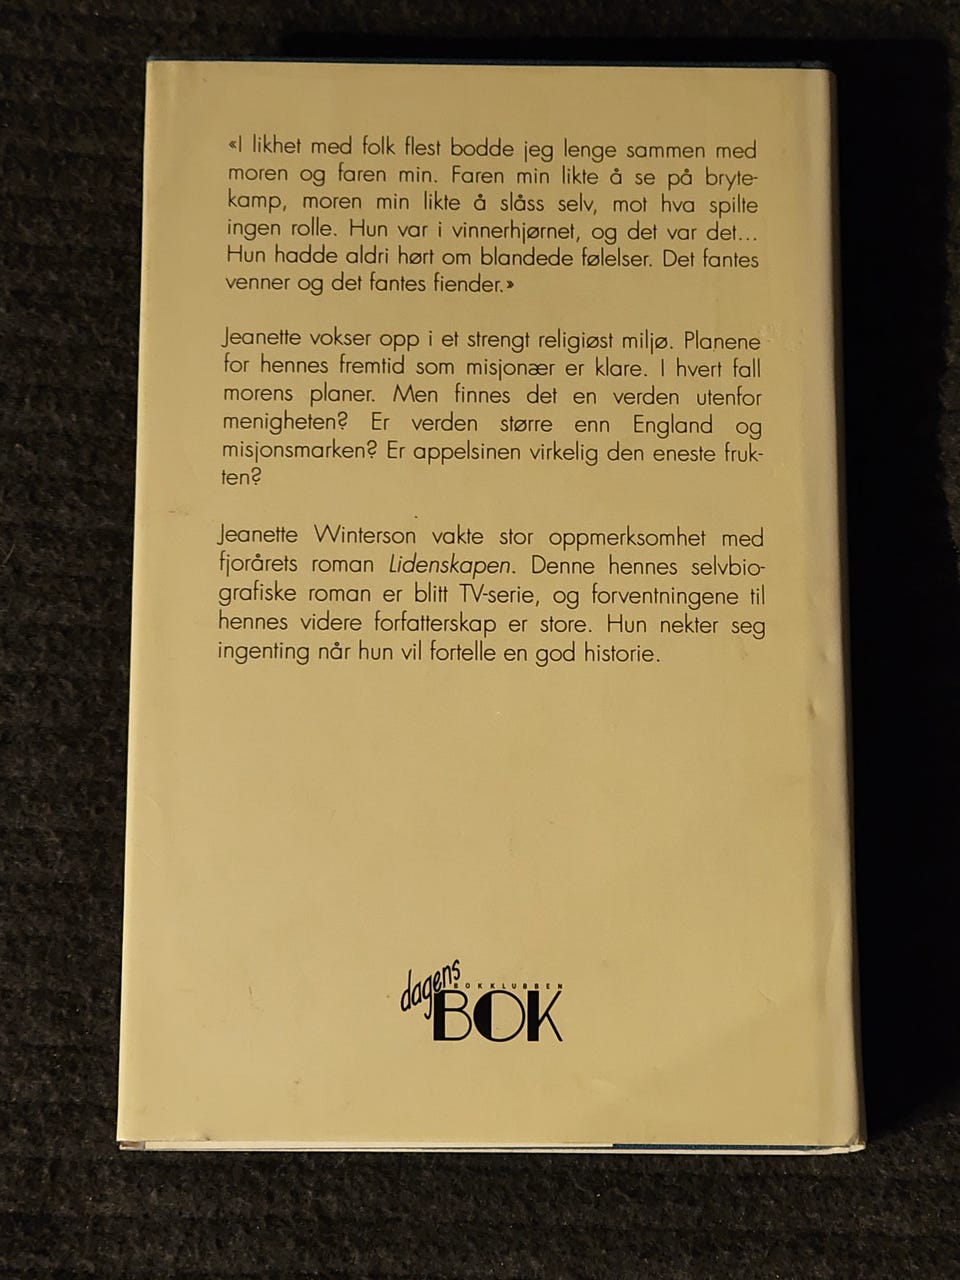 «I likhet med folk flest bodde jeg lenge sammen med
moren og faren min. Faren min likte å se på bryte-
kamp, moren min likte å slåss selv, mot hva spilte
ingen rolle. Hun var i vinnerhjørnet, og det var det...
Hun hadde aldri hørt om blandede følelser. Det fantes
venner og det fantes fiender.»
Jeanette vokser opp i et strengt religiøst miljø. Planene
for hennes fremtid som misjonær er klare. I hvert fall
morens planer. Men finnes det en verden utenfor
menigheten? Er verden større enn England og
misjonsmarken? Er appelsinen virkelig den eneste fruk-
ten?
Jeanette Winterson vakte stor oppmerksomhet med
fjorårets roman Lidenskapen. Denne hennes selvbio-
grafiske roman er blitt TV-serie, og forventningene til
hennes videre forfatterskap er store. Hun nekter seg
ingenting når hun vil fortelle en god historie.
dagens
BOKKLUBBEN
BOK